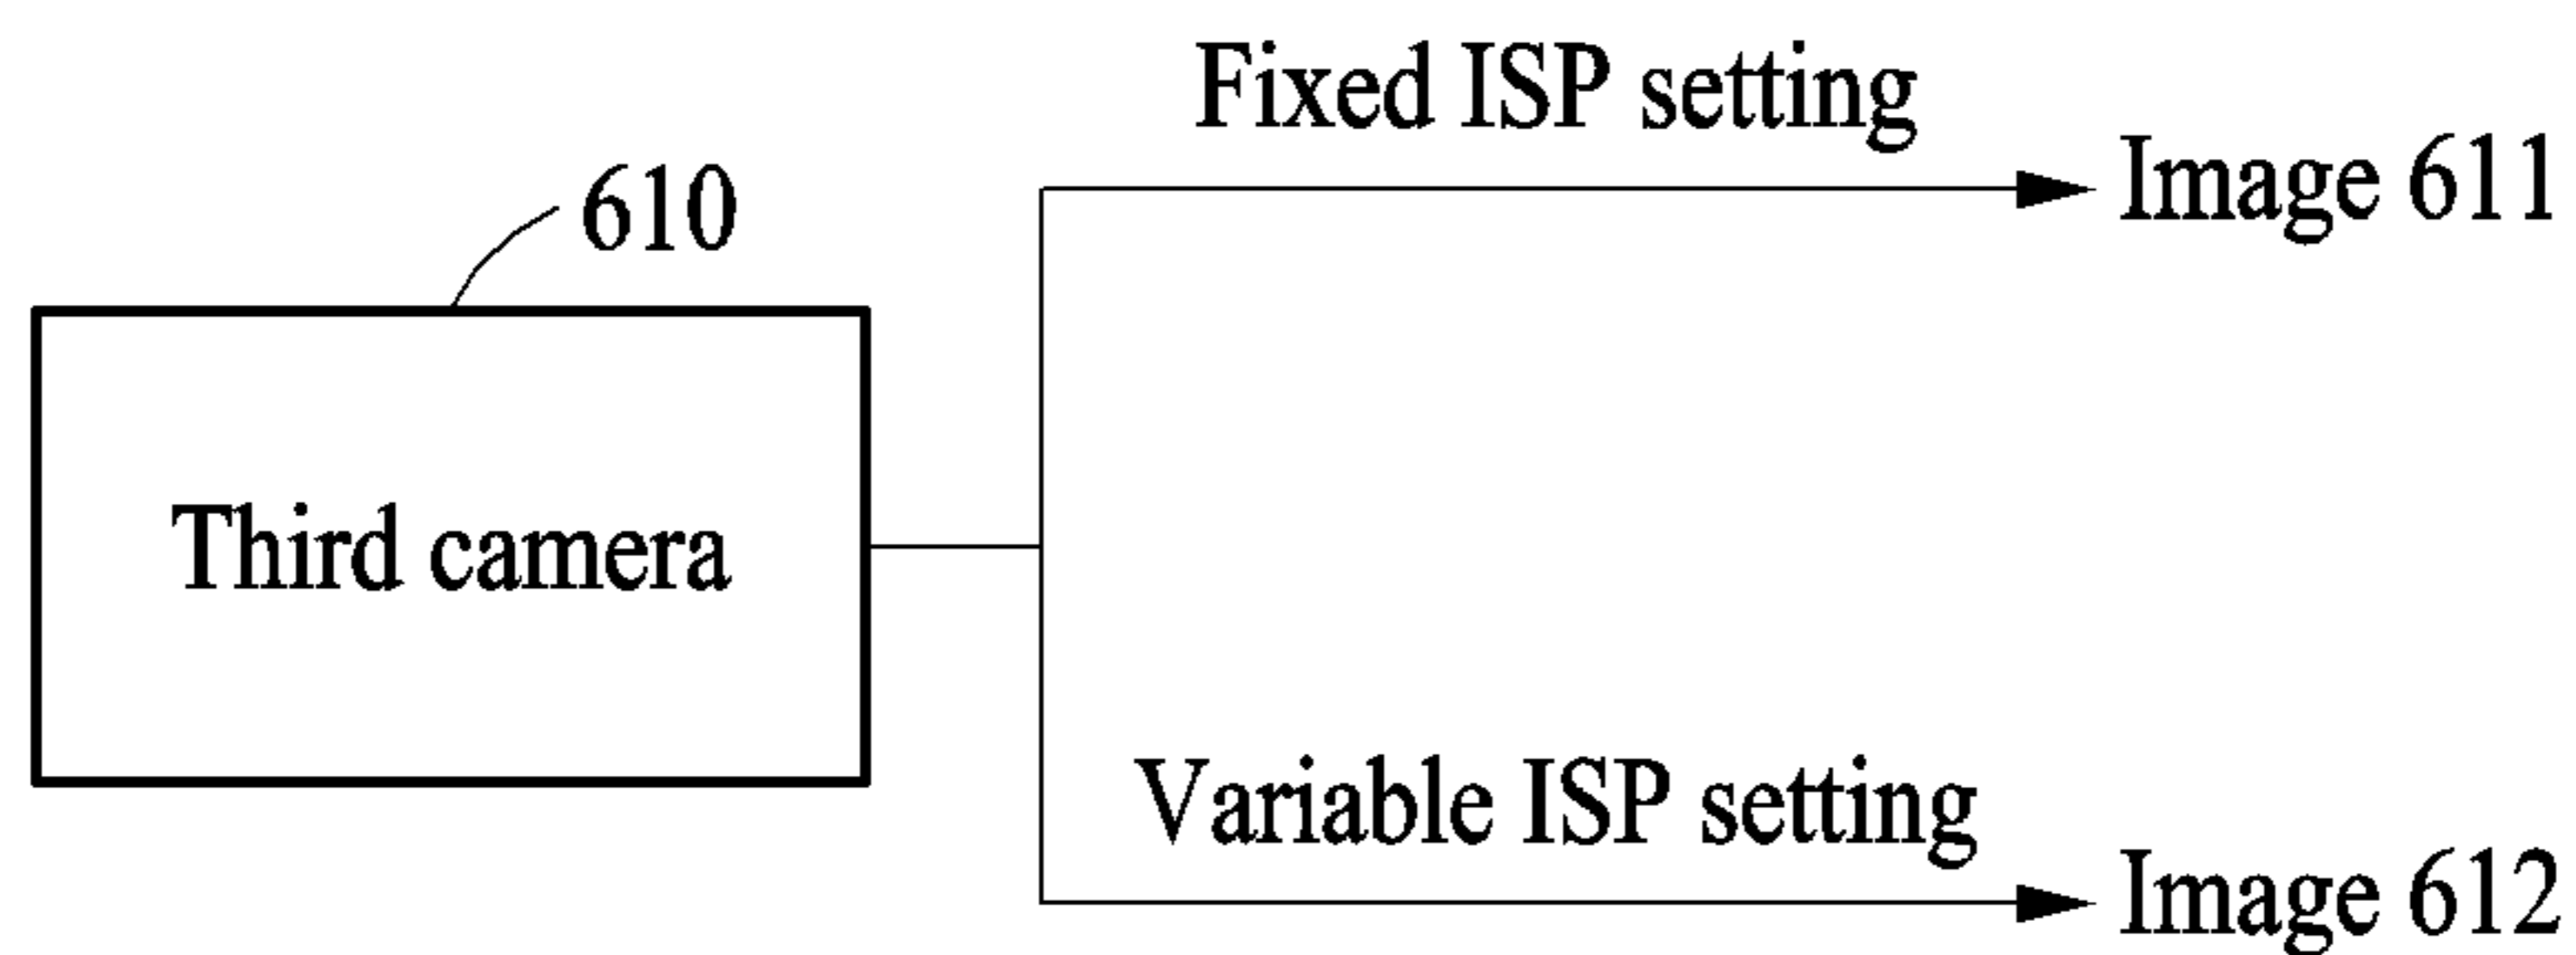 Fixed ISP setting
Image 611
610
Third camera
Variable ISP setting
Image 612